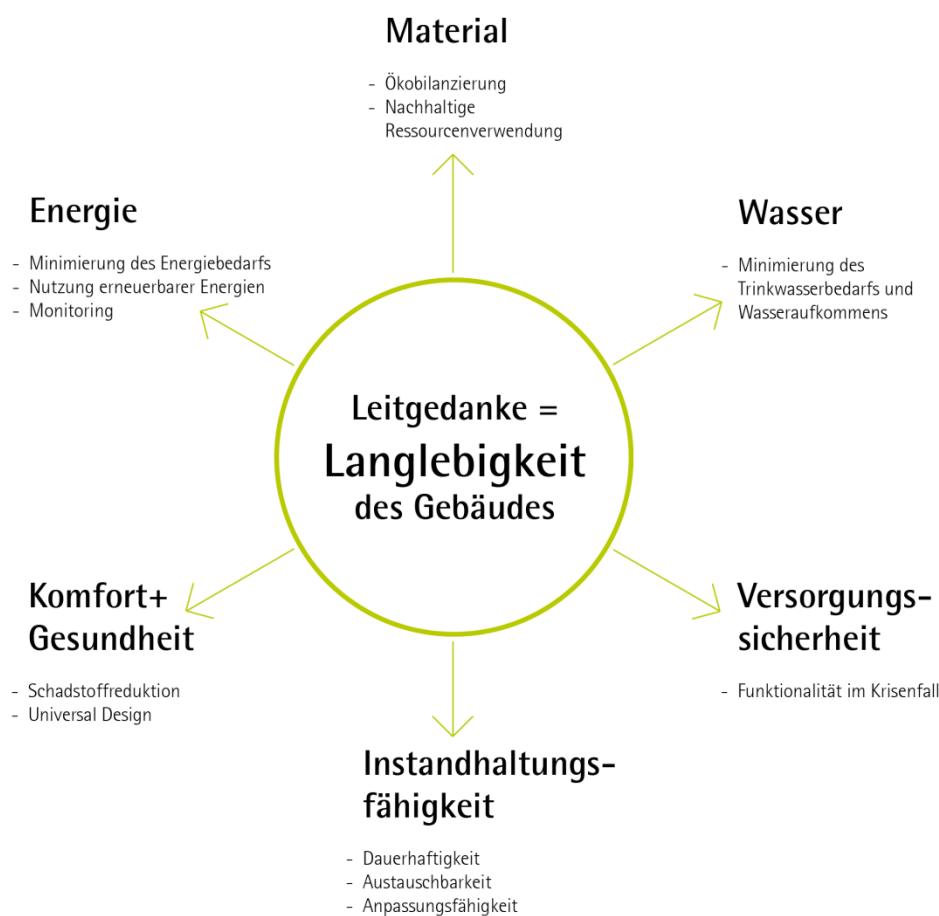 Material
- Ökobilanzierung
- Nachhaltige
Ressourcenverwendung
Energie
- Minimierung des Energiebedarfs
- Nutzung erneuerbarer Energien
- Monitoring
Wasser
- Minimierung des
Trinkwasserbedarfs und
Wasseraufkommens
Leitgedanke =
Langlebigkeit
des Gebäudes
Komfort+
Gesundheit
- Schadstoffreduktion
- Universal Design
Versorgungs-
sicherheit
- Funktionalität im Krisenfall
Instandhaltungs-
fähigkeit
- Dauerhaftigkeit
- Austauschbarkeit
- Anpassungsfähigkeit